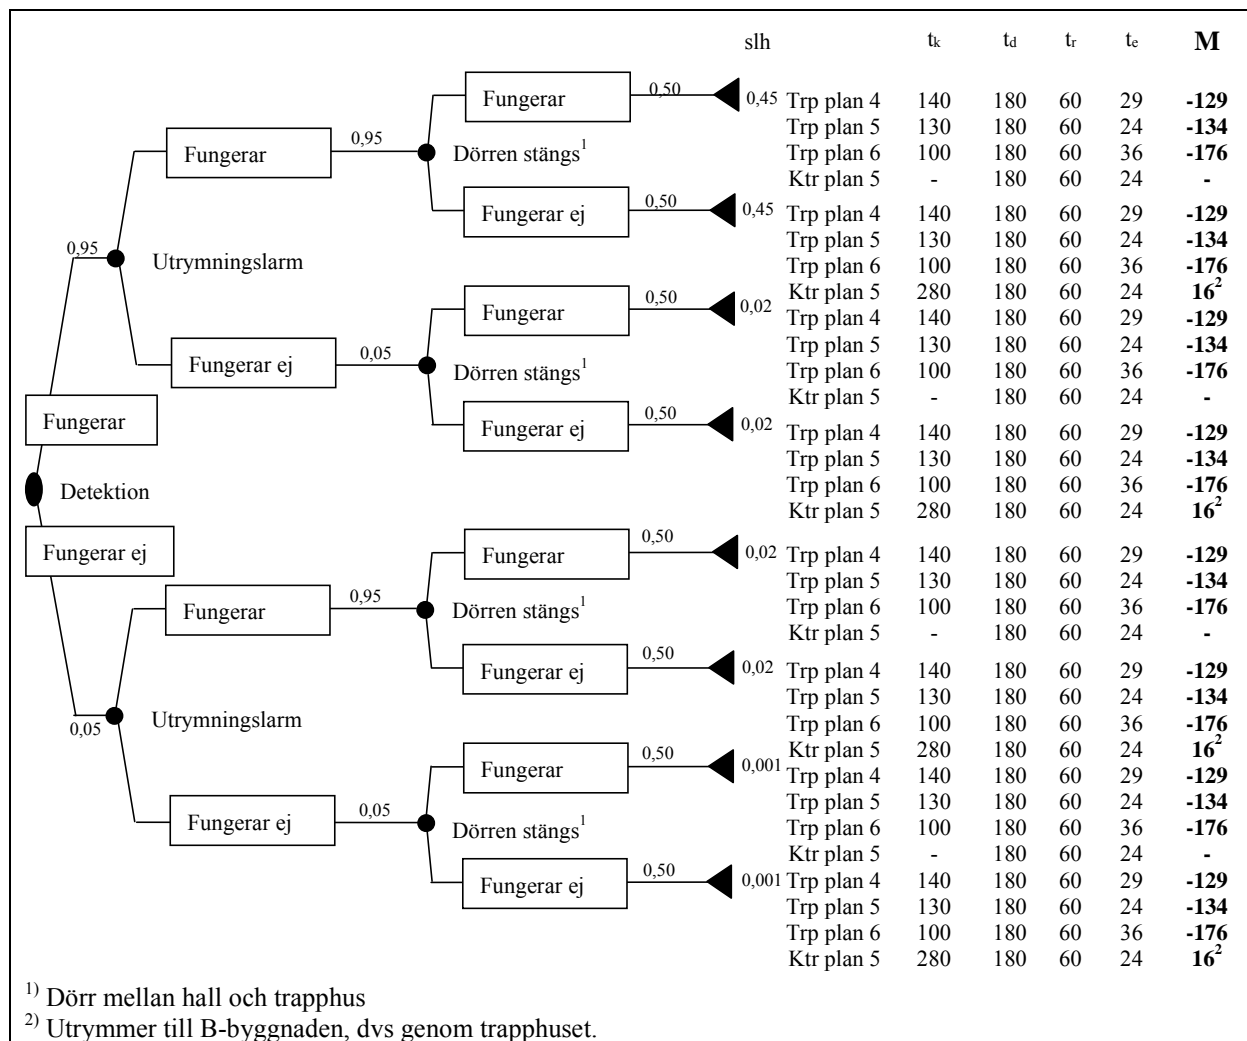 slh t k t d t r t e M
Fungerar 0,50 0,45 Trp plan 4 140 180 60 29 -129
Trp plan 5 130 180 60 24 -134
Fungerar 0,95 Dörren stängs 1 Trp plan 6 100 180 60 36 -176
Ktr plan 5 - 180 60 24 -
Fungerar ej 0,50 0,45 Trp plan 4 140 180 60 29 -129
Trp plan 5 130 180 60 24 -134
0,95 Utrymningslarm Trp plan 6 100 180 60 36 -176
Ktr plan 5 280 180 60 24 16 2
Fungerar 0,50 0,02 Trp plan 4 140 180 60 29 -129
Trp plan 5 130 180 60 24 -134
Fungerar ej 0,05 Dörren stängs 1 Trp plan 6 100 180 60 36 -176
Ktr plan 5 - 180 60 24 -
Fungerar
Fungerar ej 0,50 0,02 Trp plan 4 140 180 60 29 -129
Trp plan 5 130 180 60 24 -134
Detektion Trp plan 6 100 180 60 36 -176
Ktr plan 5 280 180 60 24 16 2
Fungerar ej
Fungerar 0,50 0,02 Trp plan 4 140 180 60 29 -129
Trp plan 5 130 180 60 24 -134
Fungerar 0,95 Dörren stängs 1 Trp plan 6 100 180 60 36 -176
Ktr plan 5 - 180 60 24 -
Fungerar ej 0,50 0,02 Trp plan 4 140 180 60 29 -129
Trp plan 5 130 180 60 24 -134
0,05 Utrymningslarm Trp plan 6 100 180 60 36 -176
Ktr plan 5 280 180 60 24 16 2
Fungerar 0,50 0,001 Trp plan 4 140 180 60 29 -129
Trp plan 5 130 180 60 24 -134
Fungerar ej 0,05 Dörren stängs 1 Trp plan 6 100 180 60 36 -176
Ktr plan 5 - 180 60 24 -
Fungerar ej 0,50 0,001 Trp plan 4 140 180 60 29 -129
Trp plan 5 130 180 60 24 -134
Trp plan 6 100 180 60 36 -176
Ktr plan 5 280 180 60 24 16 2
1) Dörr mellan hall och trapphus
2) Utrymmer till B-byggnaden, dvs genom trapphuset.